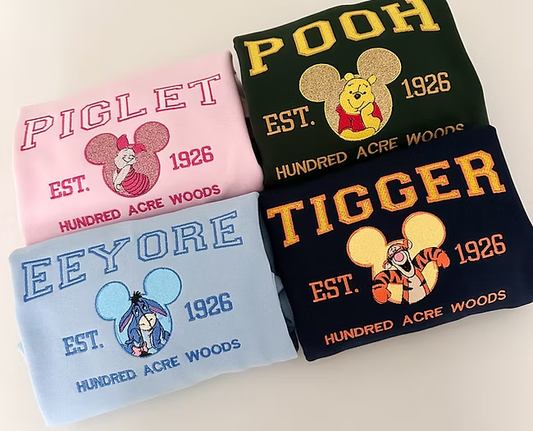 PIGLET
EST. 1926
HUNDRED ACRE WOODS
POOH
EST. 1926
HUNDRED ACRE WOODS
EEYORE
EST. 1926
HUNDRED ACRE WOODS
TIGGER
EST. 1926
HUNDRED ACRE WOODS